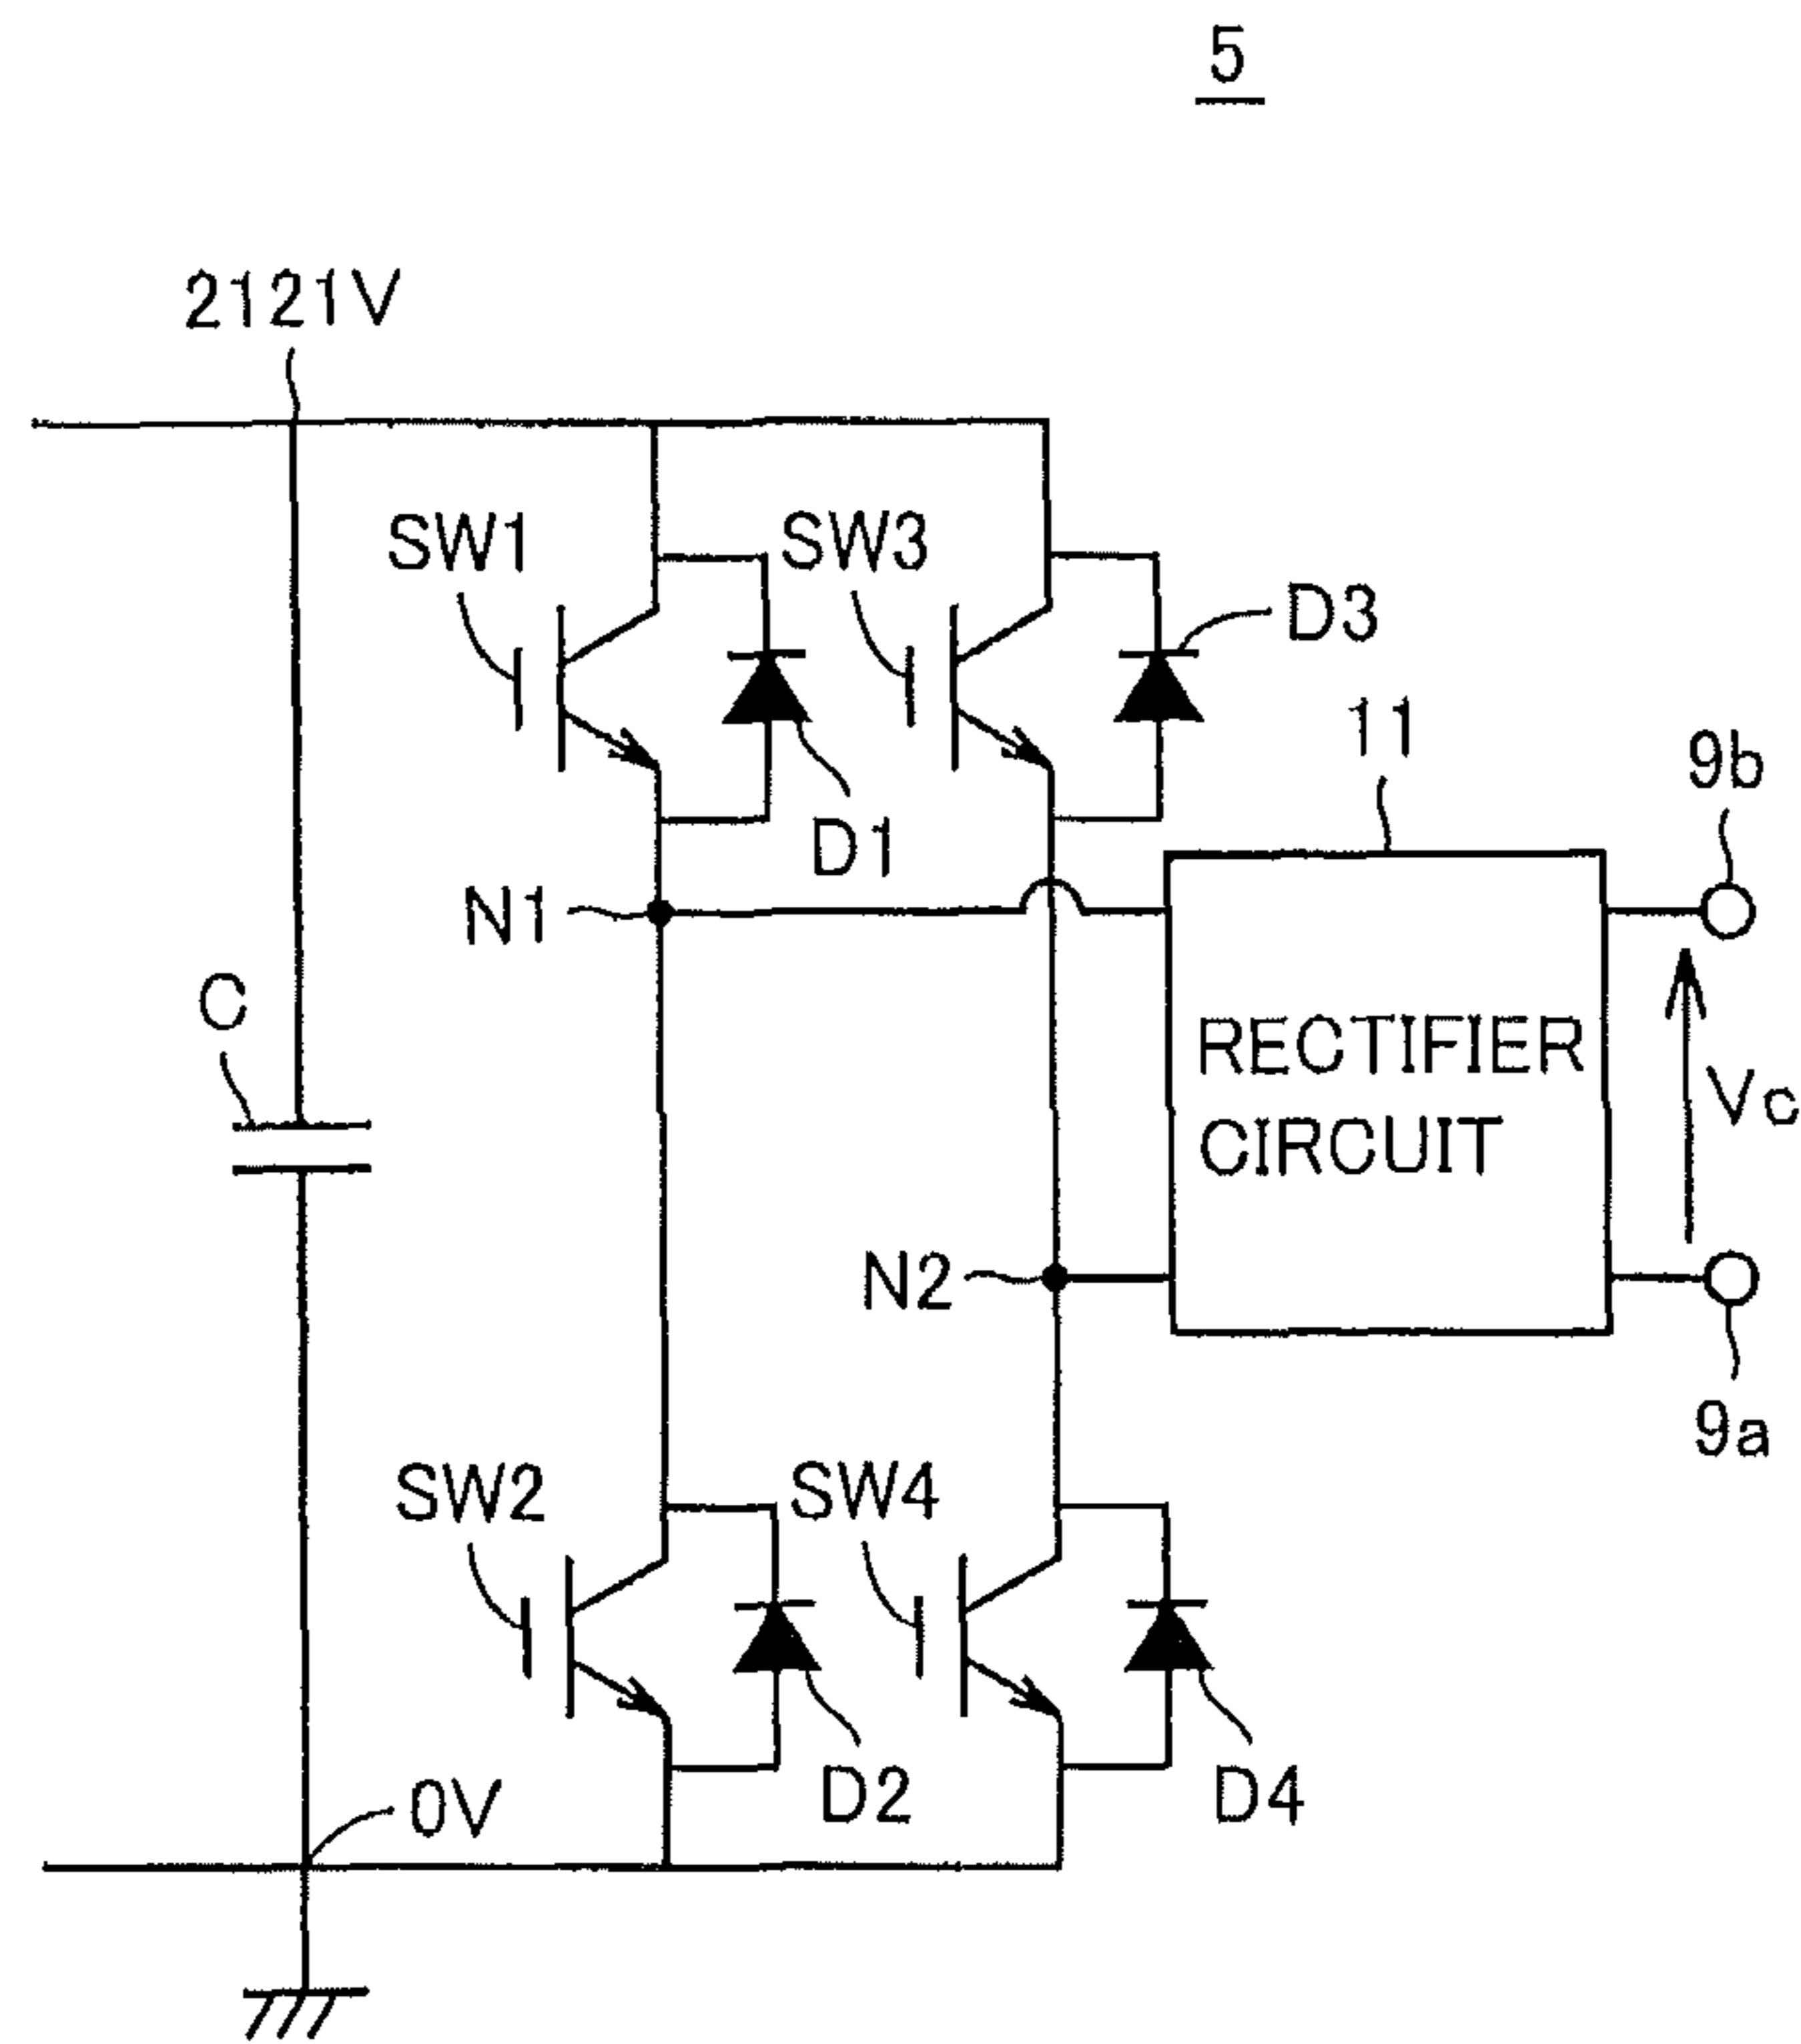 5
2121V
SW1
SW3
D3
11
9b
D1
N1
C
RECTIFIER
CIRCUIT
Vc
N2
9a
SW2
SW4
0V
D2
D4